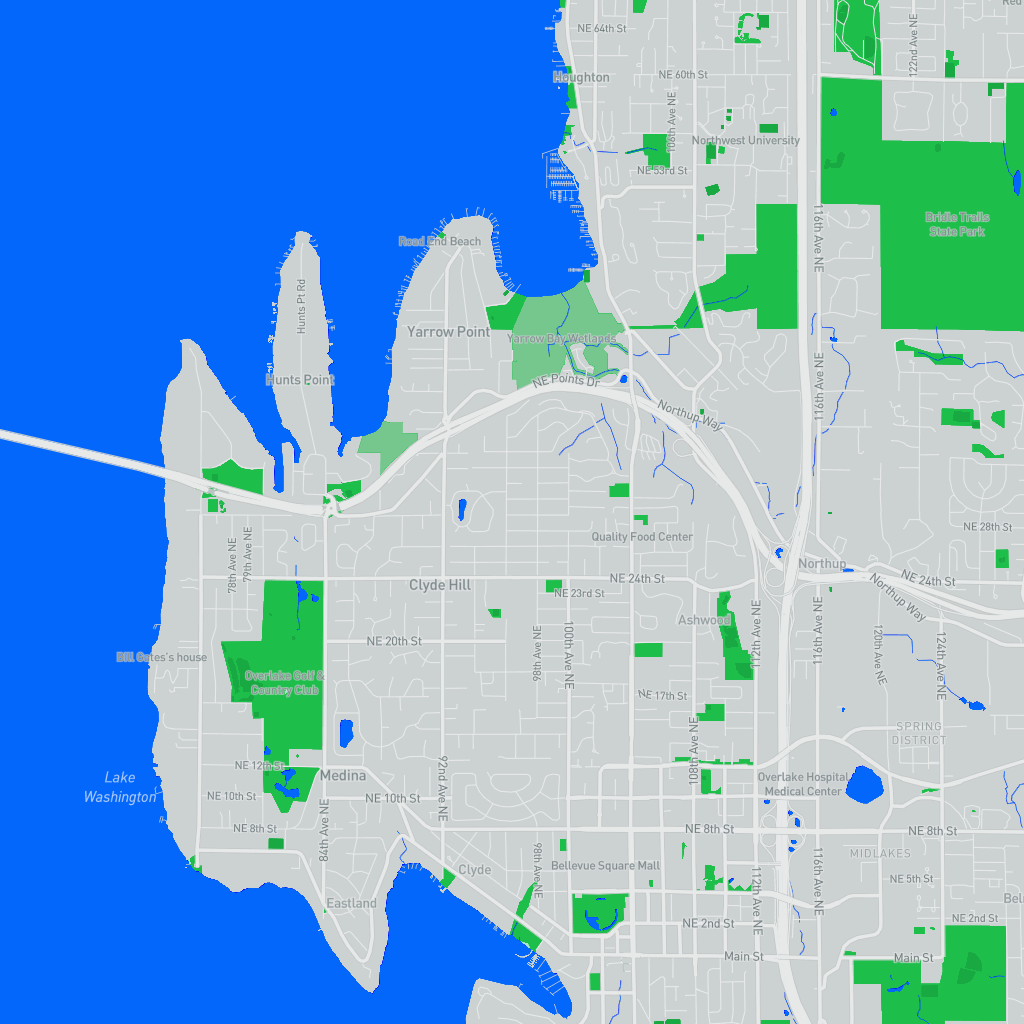 Red
NE 64th St
122nd Ave NE
Houghton
NE 60th St
106th Ave NE
Northwest University
NE 53rd St
116th Ave NE
Bridle Trails
State Park
Road End Beach
Hunts Pt Rd
Yarrow Point
Yarrow Bay Wetlands
Hunts Point
NE Points Dr
116th Ave NE
Northup Way
NE 28th St
Quality Food Center
78th Ave NE
79th Ave NE
Northup
NE 24th St
NE 24th St
Clyde Hill
NE 23rd St
Northup Way
Ashwood
112th Ave NE
116th Ave NE
NE 20th St
98th Ave NE
100th Ave NE
120th Ave NE
124th Ave NE
Bill Gates's house
Overlake Golf &
Country Club
NE 17th St
108th Ave NE
SPRING
DISTRICT
NE 12th St
Medina
92nd Ave NE
Lake
Washington
Overlake Hospital
Medical Center
NE 10th St
NE 10th St
NE 8th St
84th Ave NE
NE 8th St
NE 8th St
MIDLAKES
116th Ave NE
Clyde
98th Ave NE
Bellevue Square Mall
112th Ave NE
NE 5th St
Eastland
Bel
NE 2nd St
NE 2nd St
Main St
Main St